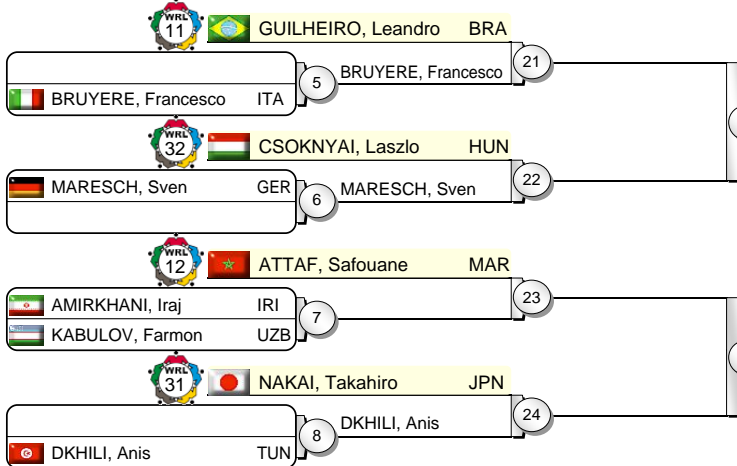 WRL
11 GUILHEIRO, Leandro BRA
21
5 BRUYERE, Francesco
BRUYERE, Francesco ITA
WRL
32 CSOKNYAI, Laszlo HUN
22
MARESCH, Sven GER
6 MARESCH, Sven
WRL
12 ATTAF, Safouane MAR
23
AMIRKHANI, Iraj IRI
7
KABULOV, Farmon UZB
WRL
31 NAKAI, Takahiro JPN
24
8 DKHILI, Anis
DKHILI, Anis TUN